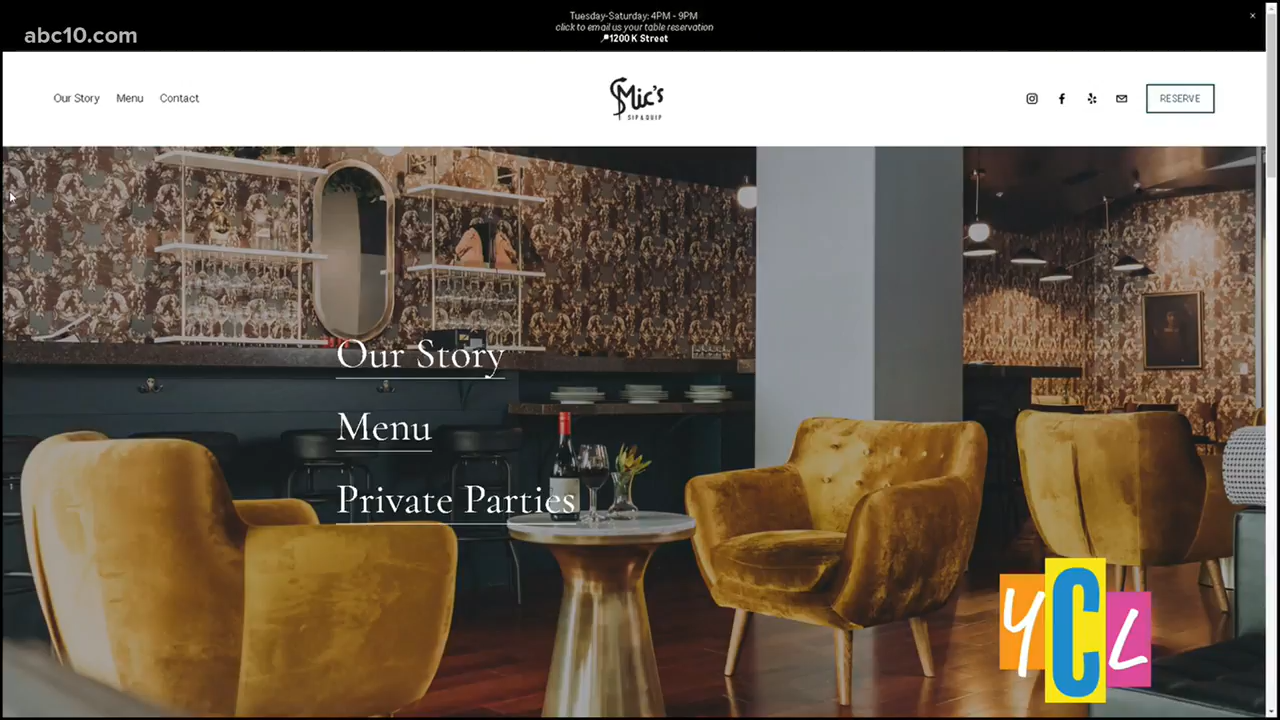 Tuesday-Saturday: 4PM - 9PM
click to email us your table reservation
📍1200 K Street
abc10.com
Our Story
Menu
Contact
Mic's
SIP & QUIP
RESERVE
Our Story
Menu
Private Parties
YCL